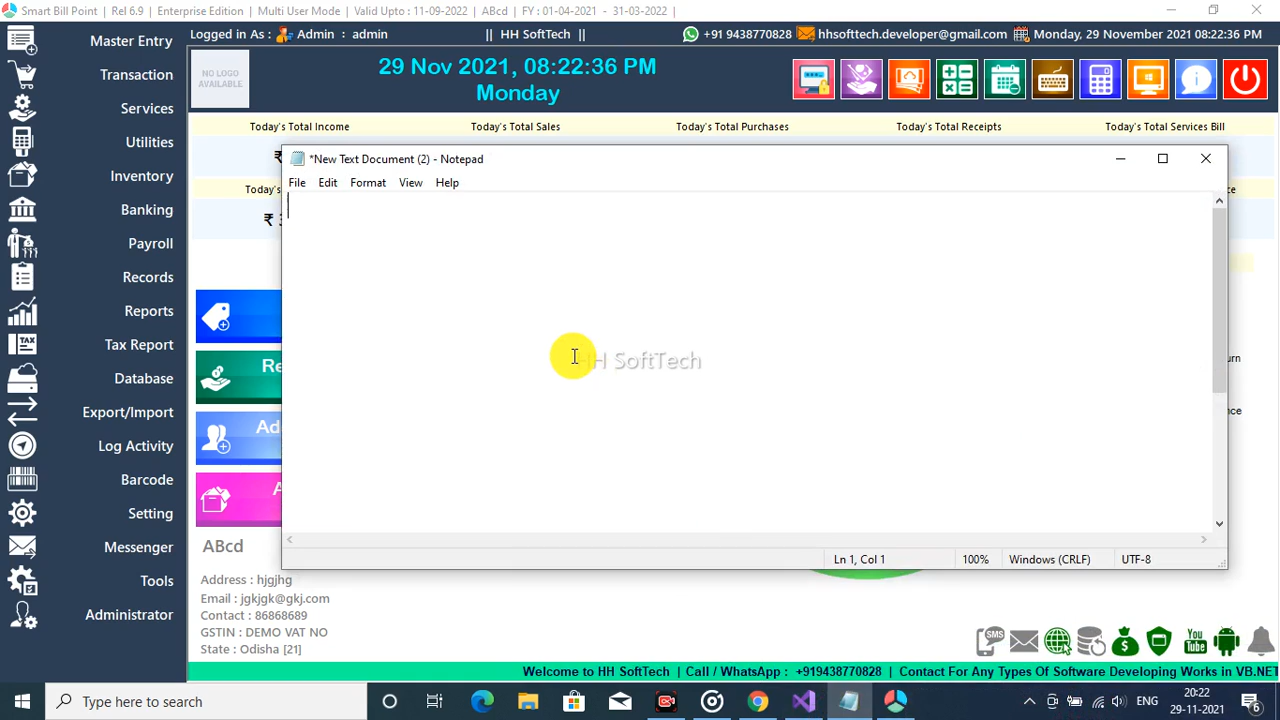 Smart Bill Point | Rel 6.9 | Enterprise Edition | Multi User Mode | Valid Upto : 11-09-2022 | ABcd | FY : 01-04-2021 - 31-03-2022 |
Logged in As : Admin : admin || HH SoftTech || +91 9438770828 hhsofttech.developer@gmail.com Monday, 29 November 2021 08:22:36 PM
Master Entry
Transaction
Services
Utilities
Inventory
Banking
Payroll
Records
Reports
Tax Report
Database
Export/Import
Log Activity
Barcode
Setting
Messenger
Tools
Administrator
NO LOGO
AVAILABLE
29 Nov 2021, 08:22:36 PM
Monday
Today's Total Income Today's Total Sales Today's Total Purchases Today's Total Receipts Today's Total Services Bill
₹
Today's
₹
*New Text Document (2) - Notepad
File Edit Format View Help
HH SoftTech
Ln 1, Col 1 100% Windows (CRLF) UTF-8
ABcd
Address : hjgjhg
Email : jgkjgk@gkj.com
Contact : 86868689
GSTIN : DEMO VAT NO
State : Odisha [21]
SMS
You
Tube
Welcome to HH SoftTech | Call / WhatsApp : +919438770828 | Contact For Any Types Of Software Developing Works in VB.NET
Type here to search
ENG
20:22
29-11-2021
6